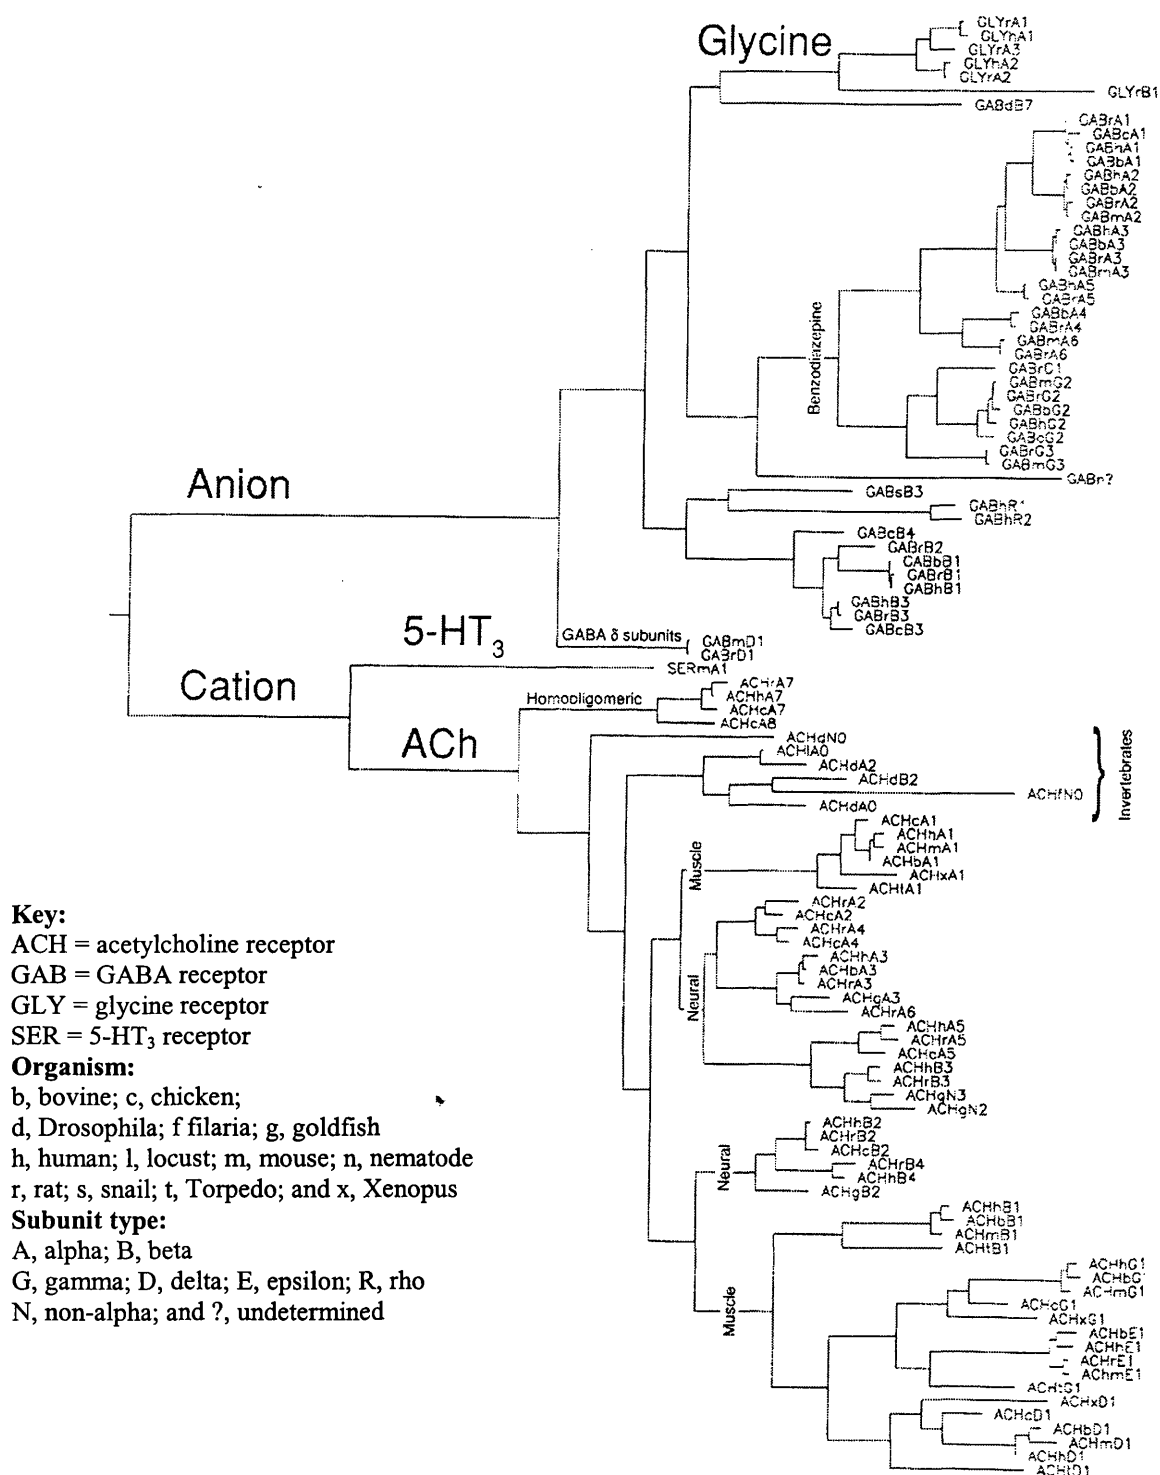 Glycine
GLYrA1
GLYhA1
GLYrA3
GLYhA2
GLYrA2
GLYrB1
GABdB7
GABrA1
GABcA1
GABhA1
GABbA1
GABhA2
GABbA2
GABrA2
GABmA2
GABhA3
GABbA3
GABrA3
GABmA3
GABhA5
GABrA5
GABbA4
GABrA4
GABmA6
GABrA6
Benzodiazepine
GABrG1
GABmG2
GABrG2
GABbG2
GABhG2
GABcG2
GABrG3
GABmG3
GABn?
Anion
GABsB3
GABhR1
GABhR2
GABcB4
GABrB2
GABbB1
GABrB1
GABhB1
GABhB3
GABrB3
GABcB3
GABA δ subunits
GABmD1
GABrD1
5-HT3
SERmA1
Cation
Homooligomeric
ACHrA7
ACHhA7
ACHcA7
ACHcA8
ACh
ACHdN0
ACHlA0
ACHdA2
ACHdB2
ACHfN0
ACHdA0
Invertebrates
Muscle
ACHcA1
ACHhA1
ACHmA1
ACHbA1
ACHxA1
ACHtA1
Neural
ACHrA2
ACHcA2
ACHrA4
ACHcA4
ACHhA3
ACHbA3
ACHrA3
ACHgA3
ACHrA6
ACHhA5
ACHrA5
ACHcA5
ACHhB3
ACHrB3
ACHgN3
ACHgN2
Neural
ACHhB2
ACHrB2
ACHcB2
ACHrB4
ACHhB4
ACHgB2
Muscle
ACHhB1
ACHbB1
ACHmB1
ACHtB1
ACHhG1
ACHbG1
ACHmG1
ACHcG1
ACHxG1
ACHbE1
ACHhE1
ACHrE1
AChmE1
ACHtG1
ACHxD1
ACHcD1
ACHbD1
ACHmD1
ACHhD1
ACHtD1
Key:
ACH = acetylcholine receptor
GAB = GABA receptor
GLY = glycine receptor
SER = 5-HT3 receptor
Organism:
b, bovine; c, chicken;
d, Drosophila; f filaria; g, goldfish
h, human; l, locust; m, mouse; n, nematode
r, rat; s, snail; t, Torpedo; and x, Xenopus
Subunit type:
A, alpha; B, beta
G, gamma; D, delta; E, epsilon; R, rho
N, non-alpha; and ?, undetermined